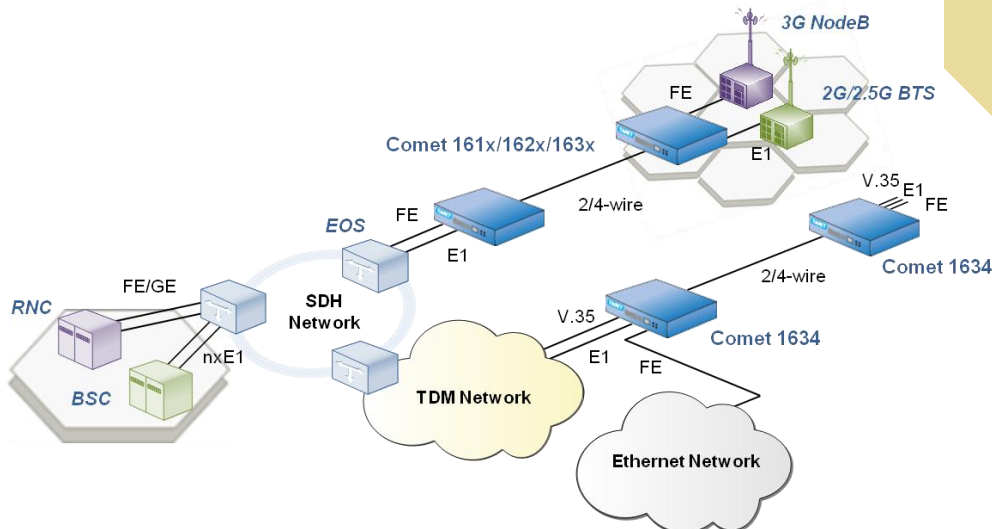 3G NodeB
2G/2.5G BTS
FE
E1
Comet 161x/162x/163x
2/4-wire
V.35
E1
FE
Comet 1634
EOS
FE
E1
2/4-wire
FE/GE
RNC
SDH
Network
nxE1
BSC
V.35
E1
FE
Comet 1634
TDM Network
Ethernet Network